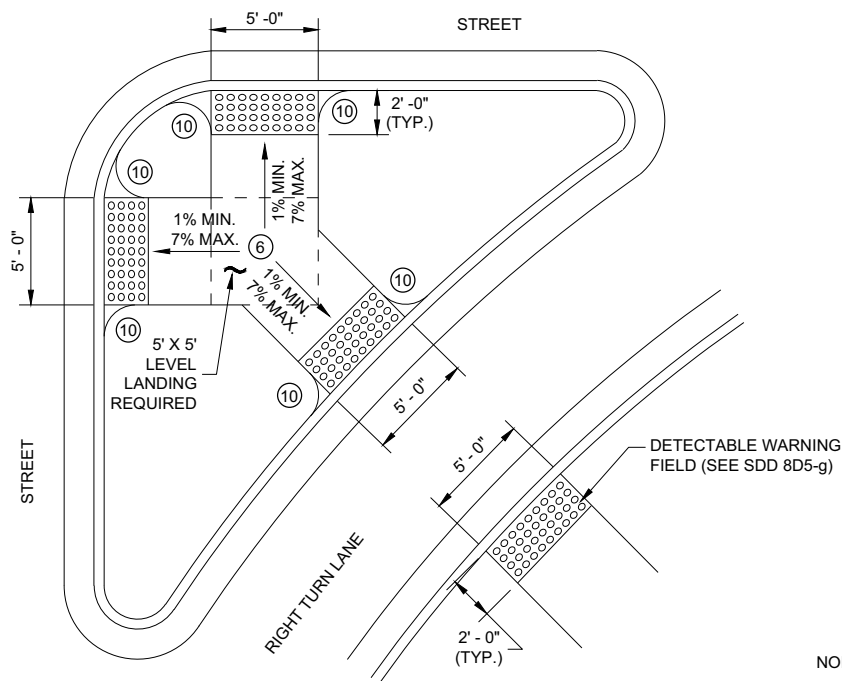 5' -0"
STREET
2' -0"
(TYP.)
10
10
10
1% MIN.
7% MAX.
5' - 0"
1% MIN.
7% MAX.
6
1% MIN.
7% MAX.
10
10
5' X 5'
LEVEL
LANDING
REQUIRED
10
5' - 0"
STREET
5' - 0"
DETECTABLE WARNING
FIELD (SEE SDD 8D5-g)
RIGHT TURN LANE
2' - 0"
(TYP.)
NO